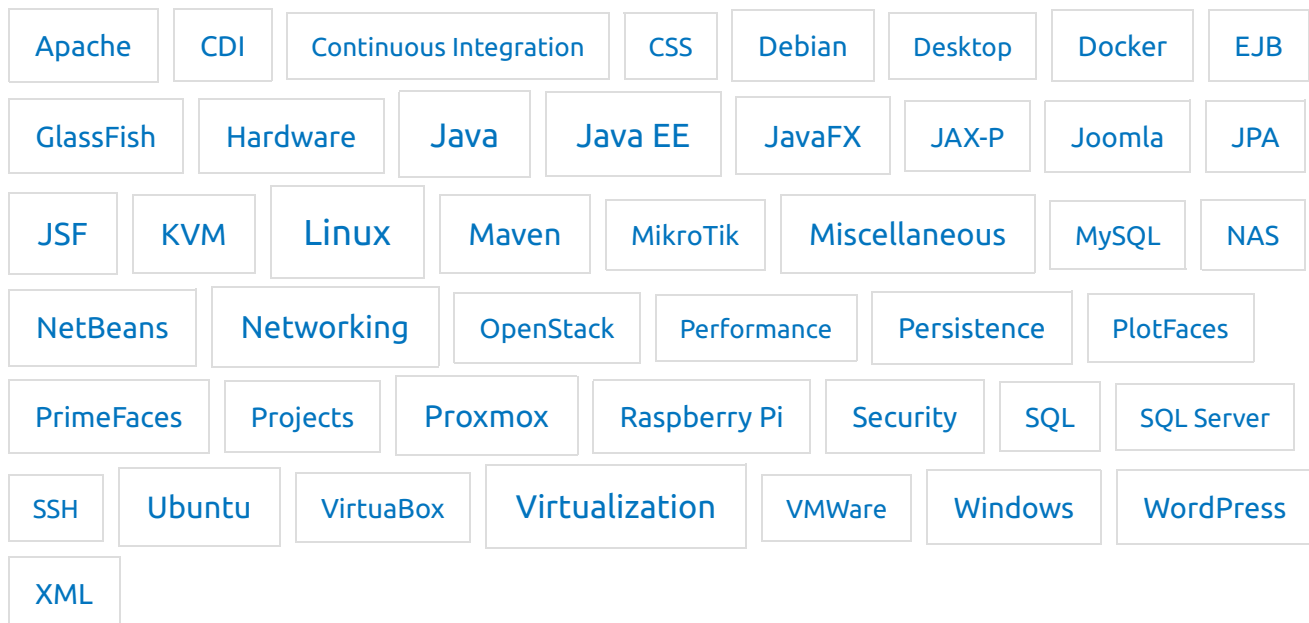 Apache CDI Continuous Integration CSS Debian Desktop Docker EJB
GlassFish Hardware Java Java EE JavaFX JAX-P Joomla JPA
JSF KVM Linux Maven MikroTik Miscellaneous MySQL NAS
NetBeans Networking OpenStack Performance Persistence PlotFaces
PrimeFaces Projects Proxmox Raspberry Pi Security SQL SQL Server
SSH Ubuntu VirtuaBox Virtualization VMWare Windows WordPress
XML